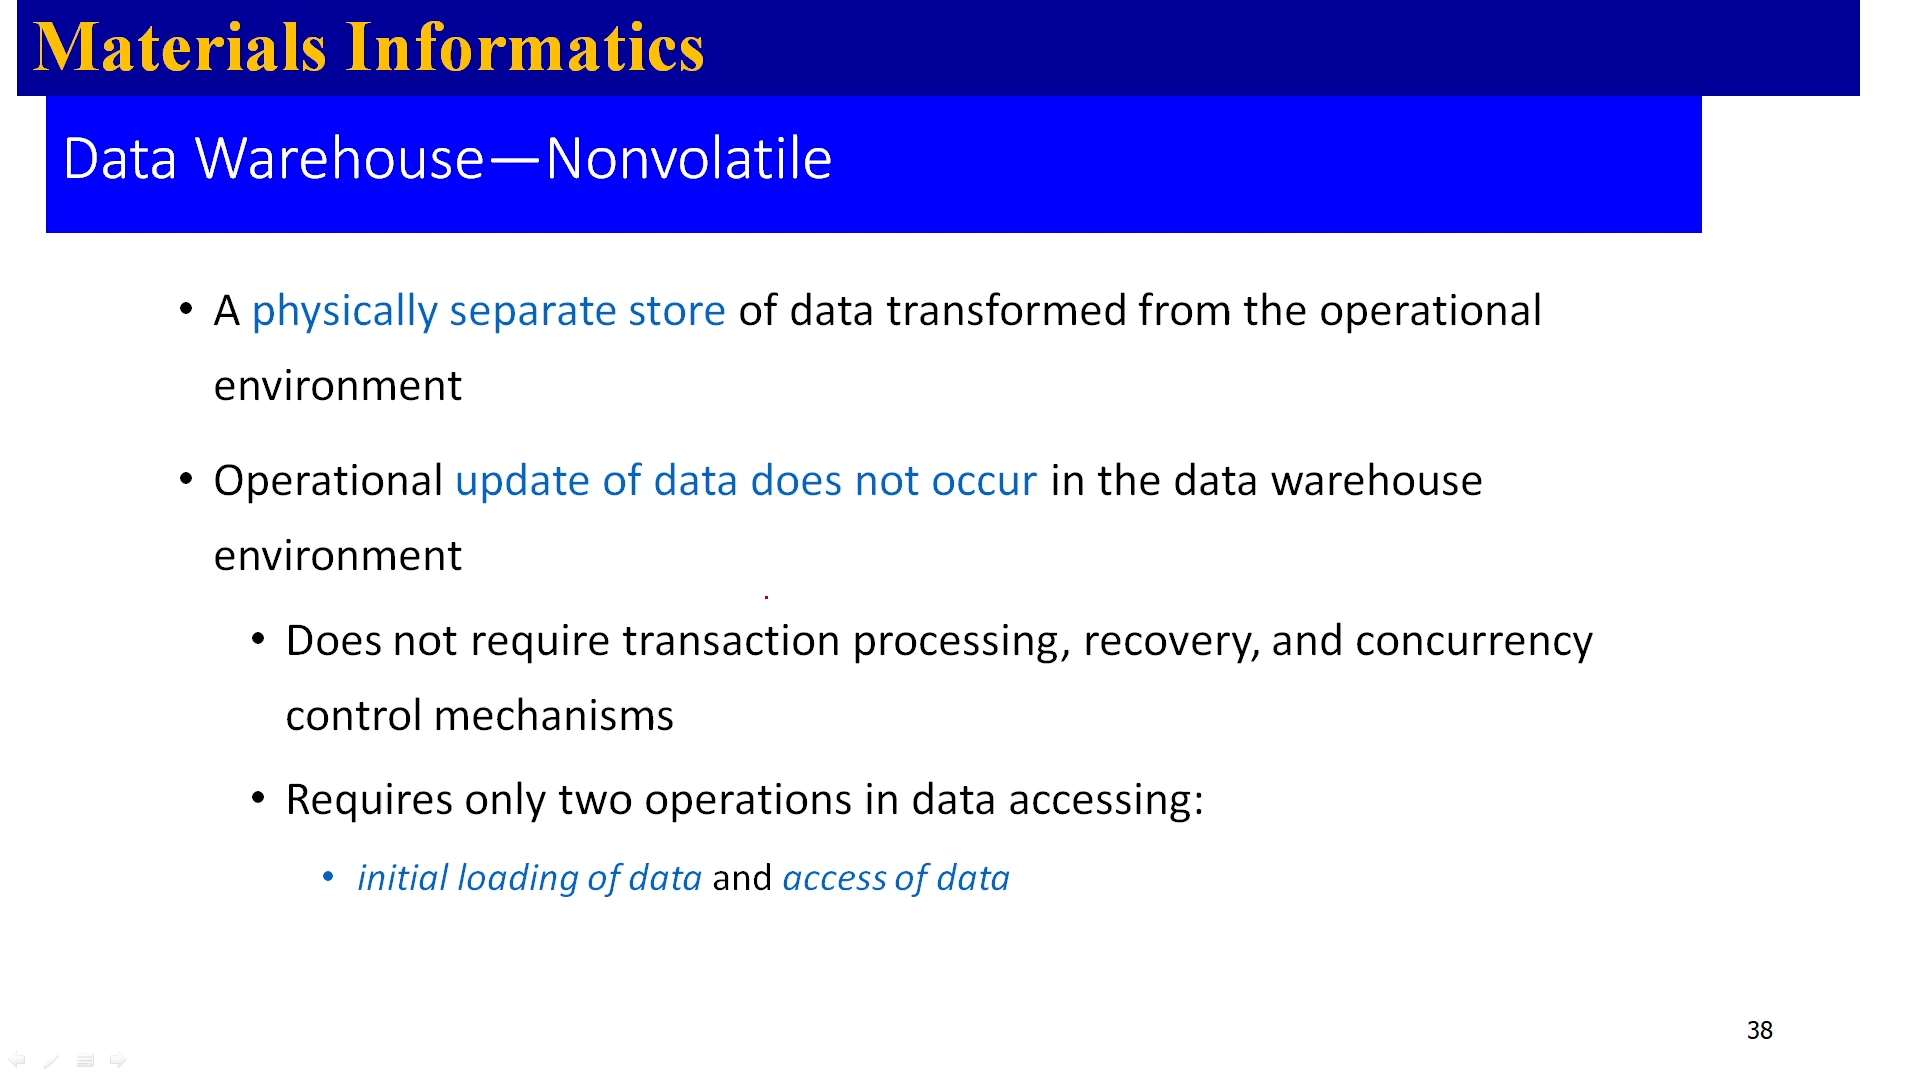 Materials Informatics
Data Warehouse—Nonvolatile
• A physically separate store of data transformed from the operational
environment
• Operational update of data does not occur in the data warehouse
environment
• Does not require transaction processing, recovery, and concurrency
control mechanisms
• Requires only two operations in data accessing:
• initial loading of data and access of data
38